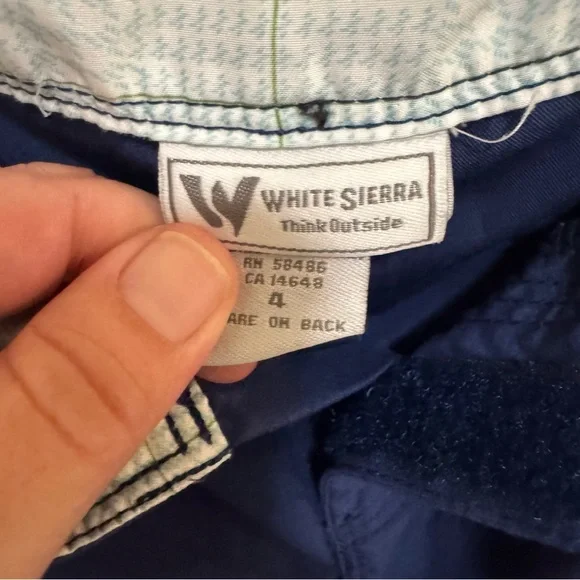 WHITE SIERRA
Think Outside
RN 58486
CA 14648
4
ARE ON BACK